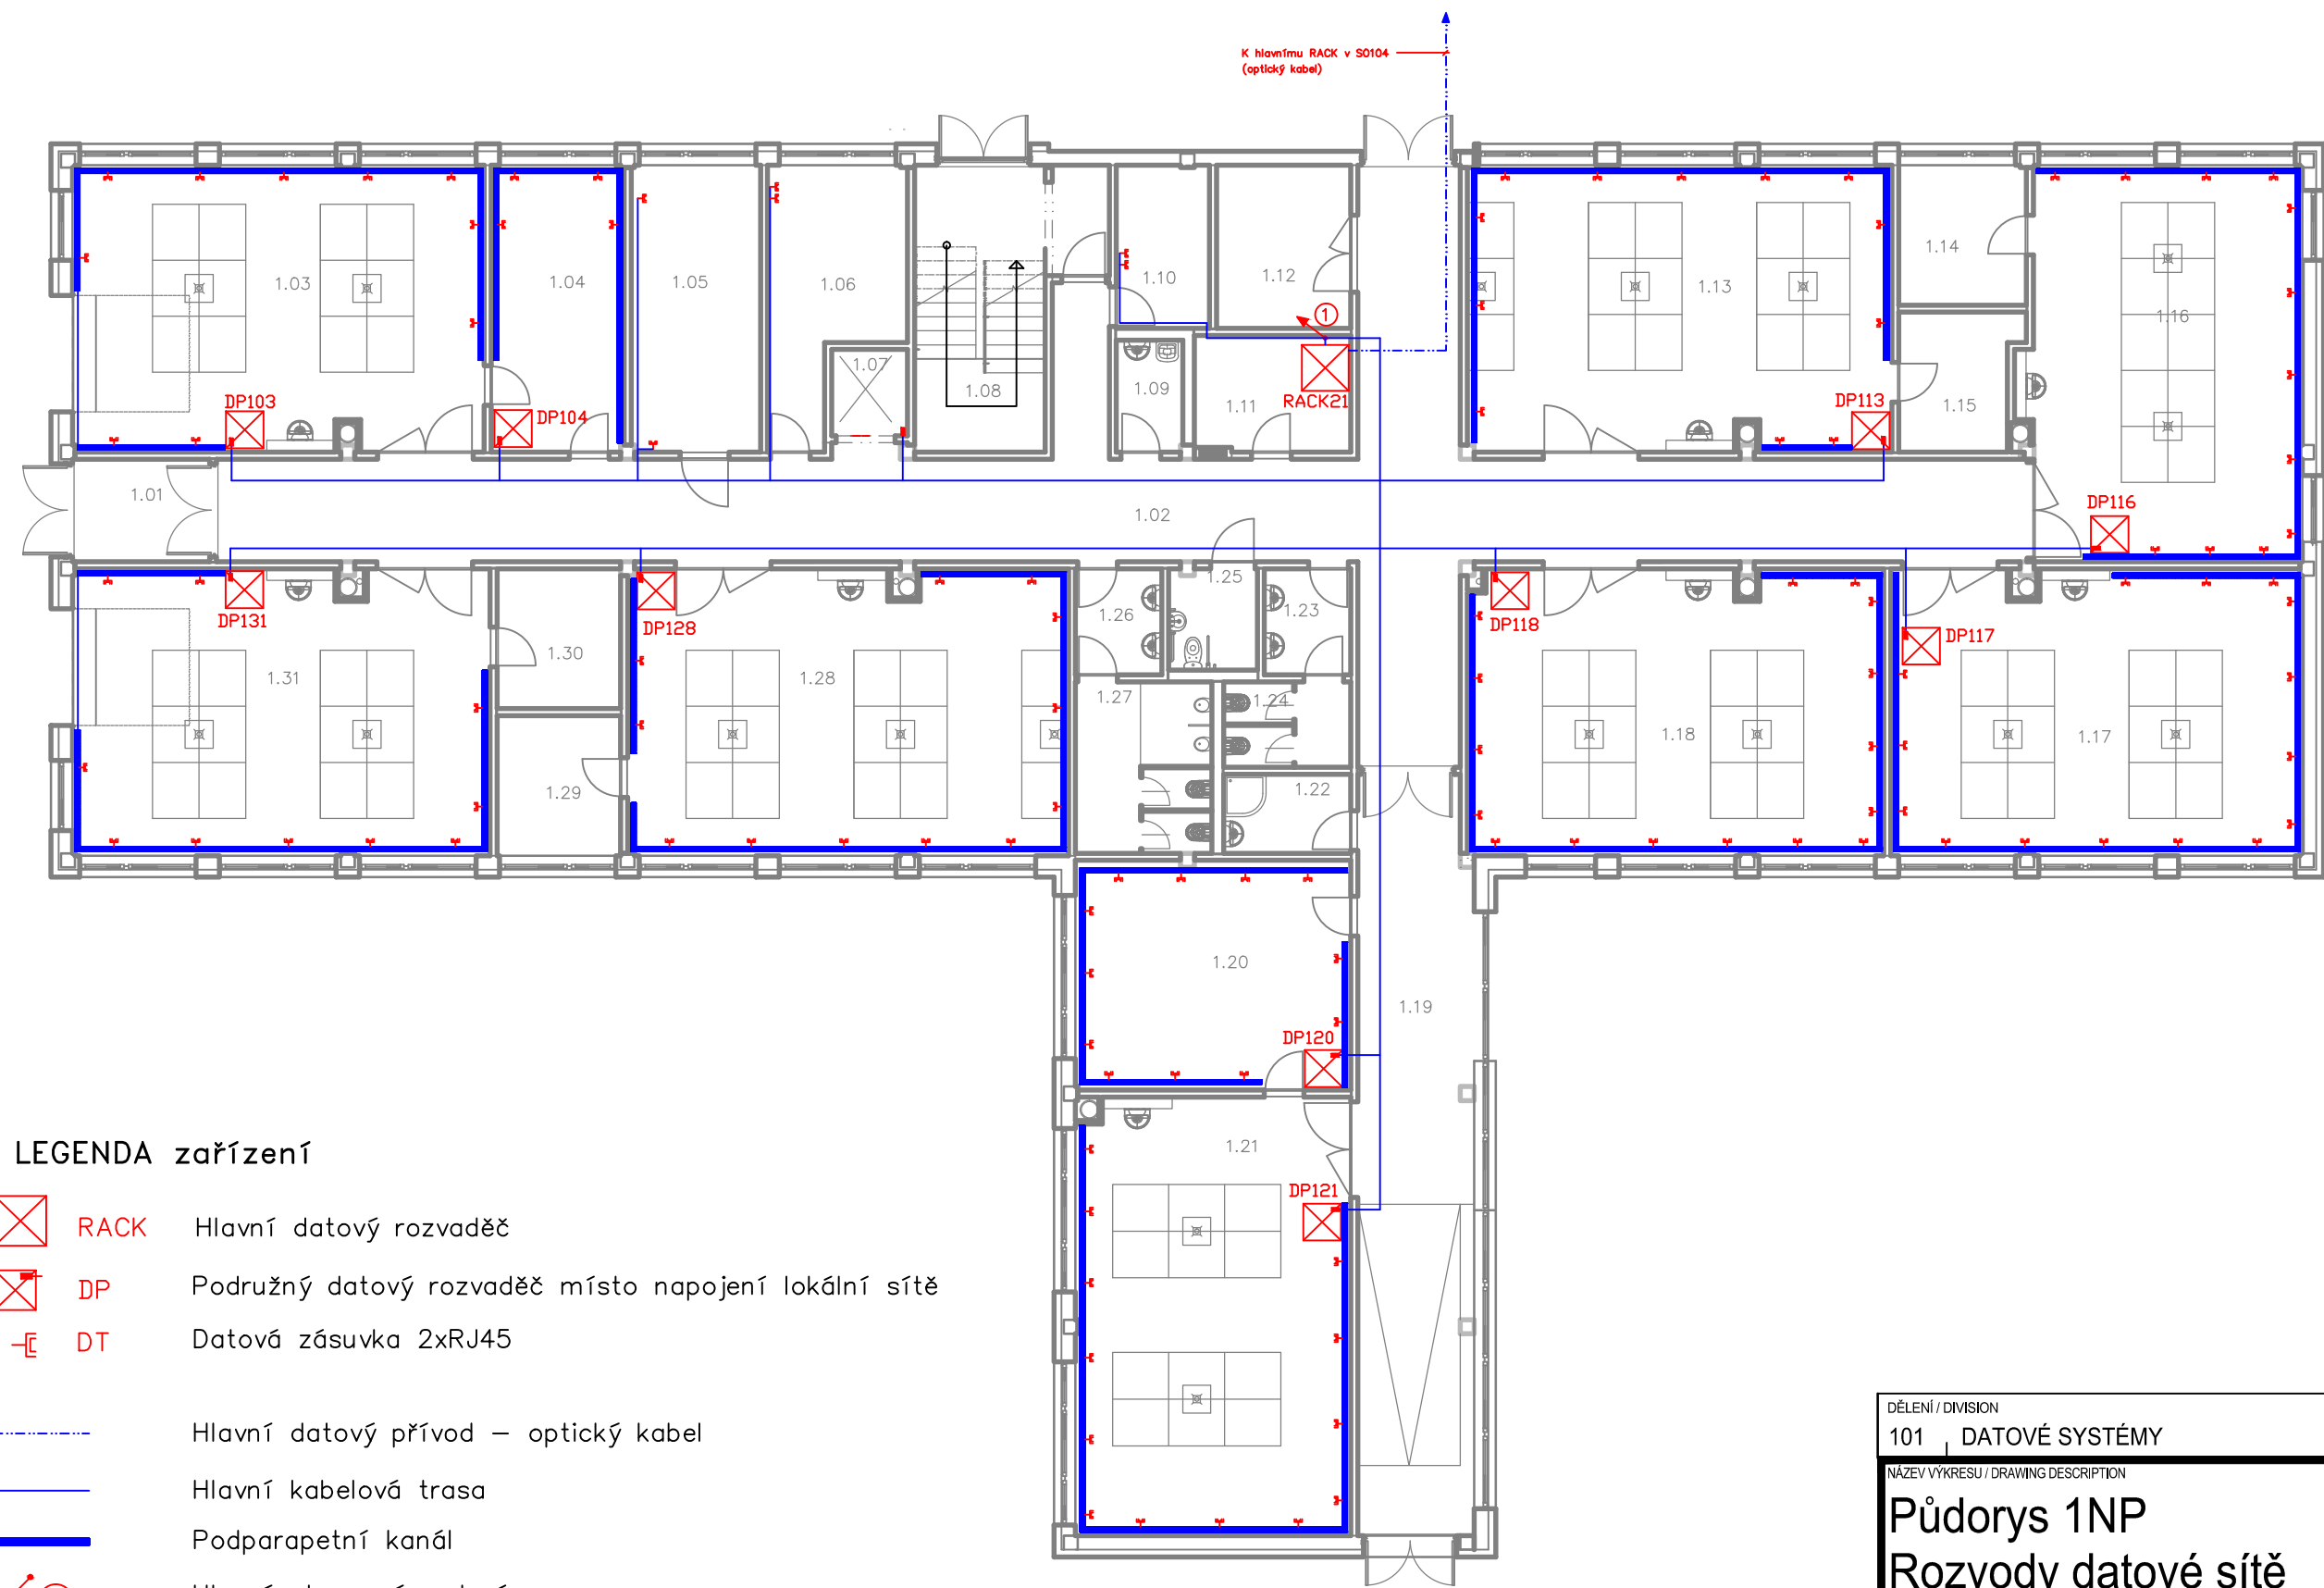 K hlavnímu RACK v SO104
(optický kabel)
1.03
1.04
1.05
1.06
1.07
1.08
1.10
1.12
1
1.09
1.11
RACK21
1.13
1.14
1.15
1.16
DP103
DP104
DP113
DP116
1.01
1.02
DP131
DP128
DP118
DP117
1.31
1.30
1.29
1.28
1.26
1.25
1.23
1.27
1.24
1.22
1.18
1.17
1.20
1.19
DP120
1.21
DP121
LEGENDA zařízení
RACK Hlavní datový rozvaděč
DP Podružný datový rozvaděč místo napojení lokální sítě
DT Datová zásuvka 2xRJ45
Hlavní datový přívod – optický kabel
Hlavní kabelová trasa
Podparapetní kanál
DĚLENÍ / DIVISION
101 DATOVÉ SYSTÉMY
NÁZEV VÝKRESU / DRAWING DESCRIPTION
Půdorys 1NP
Rozvody datové sítě